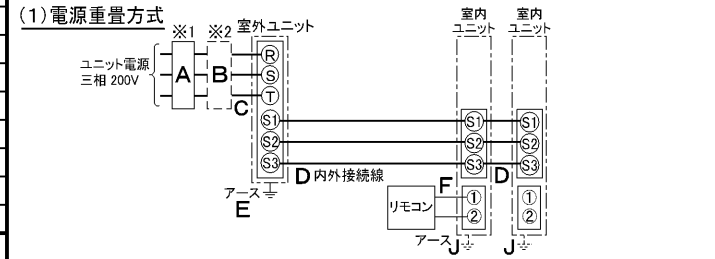 (1)電源重畳方式
※1 ※2 室外ユニット 室内ユニット 室内ユニット
ユニット電源
三相 200V
A
B
C
R
S
T
S1
S2
S3
S1
S2
S3
S1
S2
S3
D 内外接続線
D
アース
E
リモコン
F
①
②
①
②
アース J
J